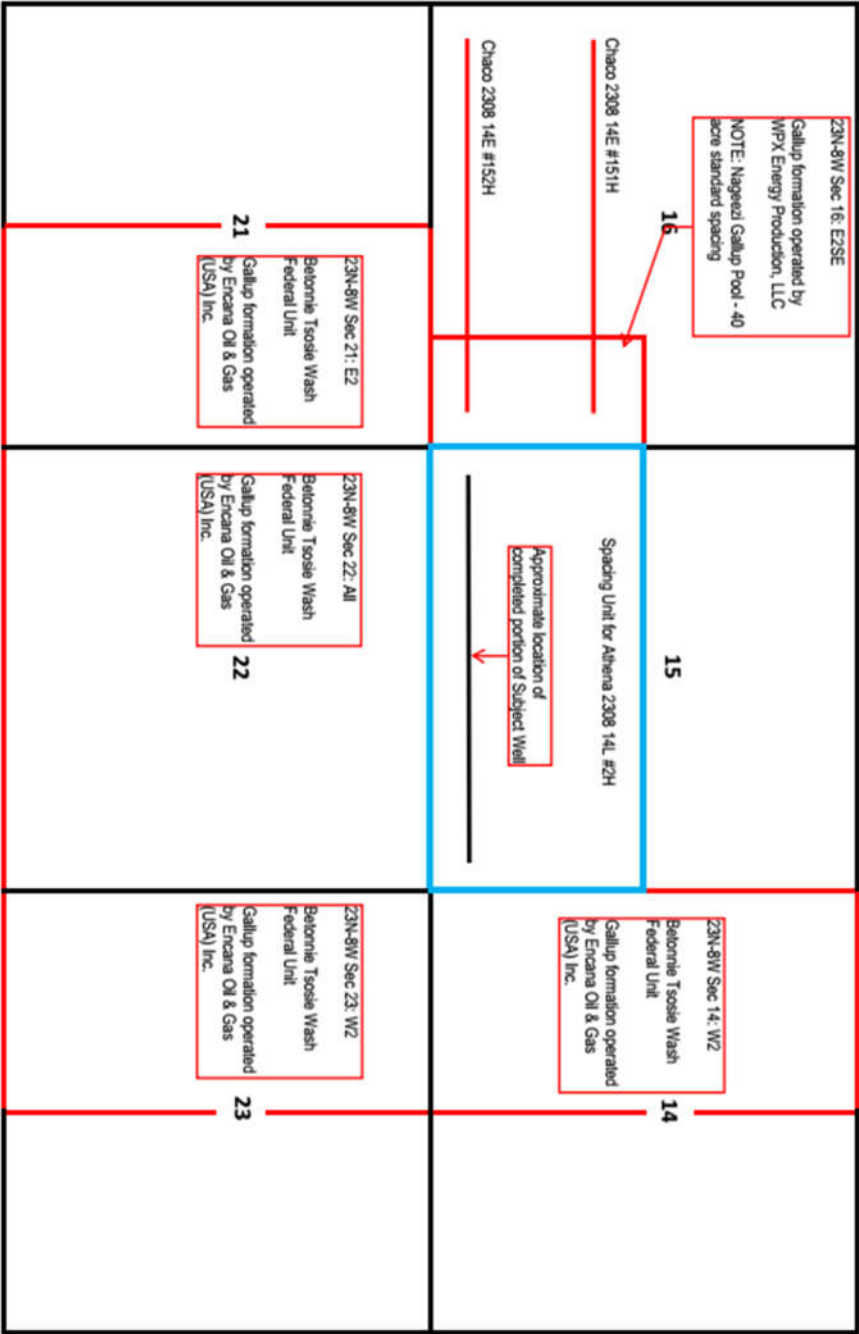 23N-8W Sec 16: E2SE
Gallup formation operated by
WPX Energy Production, LLC
NOTE: Nageezi Gallup Pool - 40
acre standard spacing
16
Chaco 2308 14E #151H
Chaco 2308 14E #152H
15
Spacing Unit for Athena 2308 14L #2H
Approximate location of
completed portion of Subject Well
23N-8W Sec 14: W2
Betonnie Tsosie Wash
Federal Unit
Gallup formation operated
by Encana Oil & Gas
(USA) Inc.
14
23N-8W Sec 21: E2
Betonnie Tsosie Wash
Federal Unit
Gallup formation operated
by Encana Oil & Gas
(USA) Inc.
21
23N-8W Sec 22: All
Betonnie Tsosie Wash
Federal Unit
Gallup formation operated
by Encana Oil & Gas
(USA) Inc.
22
23N-8W Sec 23: W2
Betonnie Tsosie Wash
Federal Unit
Gallup formation operated
by Encana Oil & Gas
(USA) Inc.
23